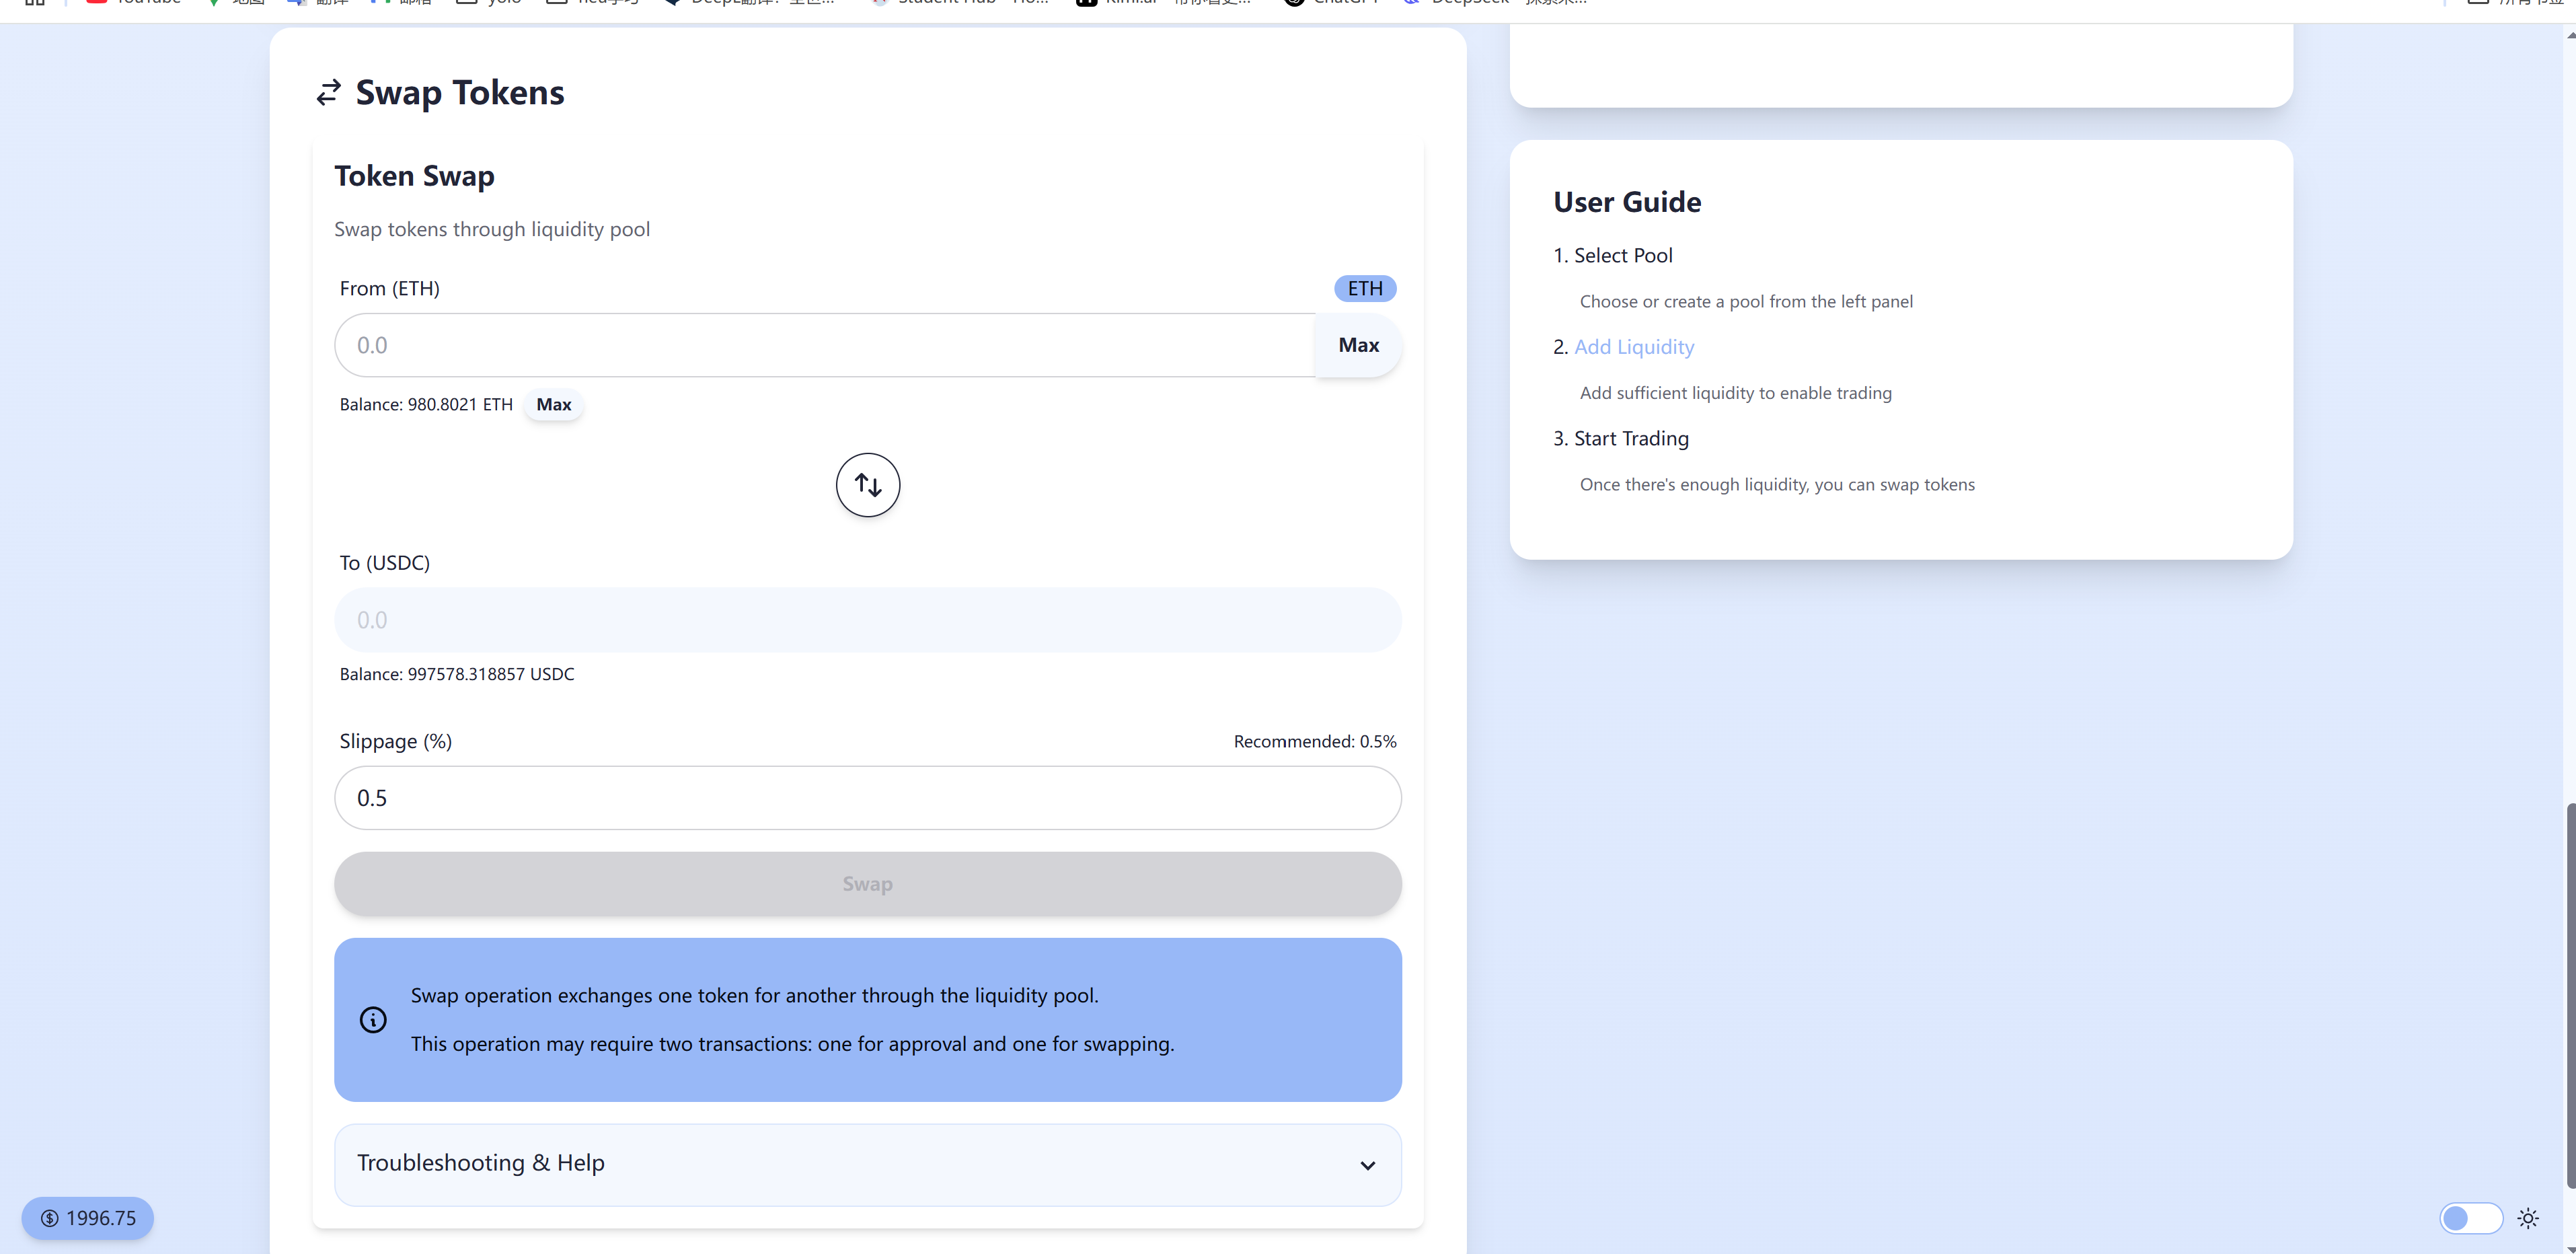 Swap Tokens
Token Swap
Swap tokens through liquidity pool
From (ETH)
ETH
0.0
Max
Balance: 980.8021 ETH
Max
To (USDC)
0.0
Balance: 997578.318857 USDC
Slippage (%)
Recommended: 0.5%
0.5
Swap
Swap operation exchanges one token for another through the liquidity pool.
This operation may require two transactions: one for approval and one for swapping.
Troubleshooting & Help
User Guide
1. Select Pool
Choose or create a pool from the left panel
2. Add Liquidity
Add sufficient liquidity to enable trading
3. Start Trading
Once there's enough liquidity, you can swap tokens
1996.75